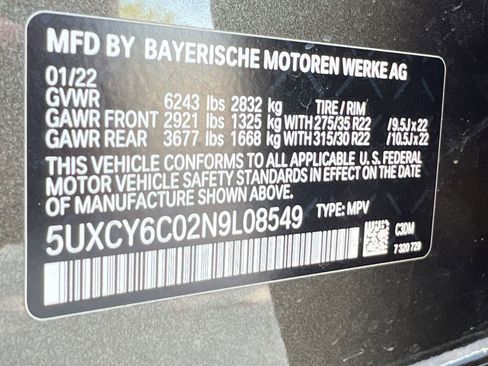 MFD BY BAYERISCHE MOTOREN WERKE AG
01/22
GVWR 6243 lbs 2832 kg TIRE / RIM
GAWR FRONT 2921 lbs 1325 kg WITH 275/35 R22 /9.5J x 22
GAWR REAR 3677 lbs 1668 kg WITH 315/30 R22 /10.5J x 22
THIS VEHICLE CONFORMS TO ALL APPLICABLE U. S. FEDERAL
MOTOR VEHICLE SAFETY STANDARDS IN EFFECT ON THE
DATE OF MANUFACTURE SHOWN ABOVE.
5UXCY6C02N9L08549 TYPE: MPV
C3DM
7 320 729